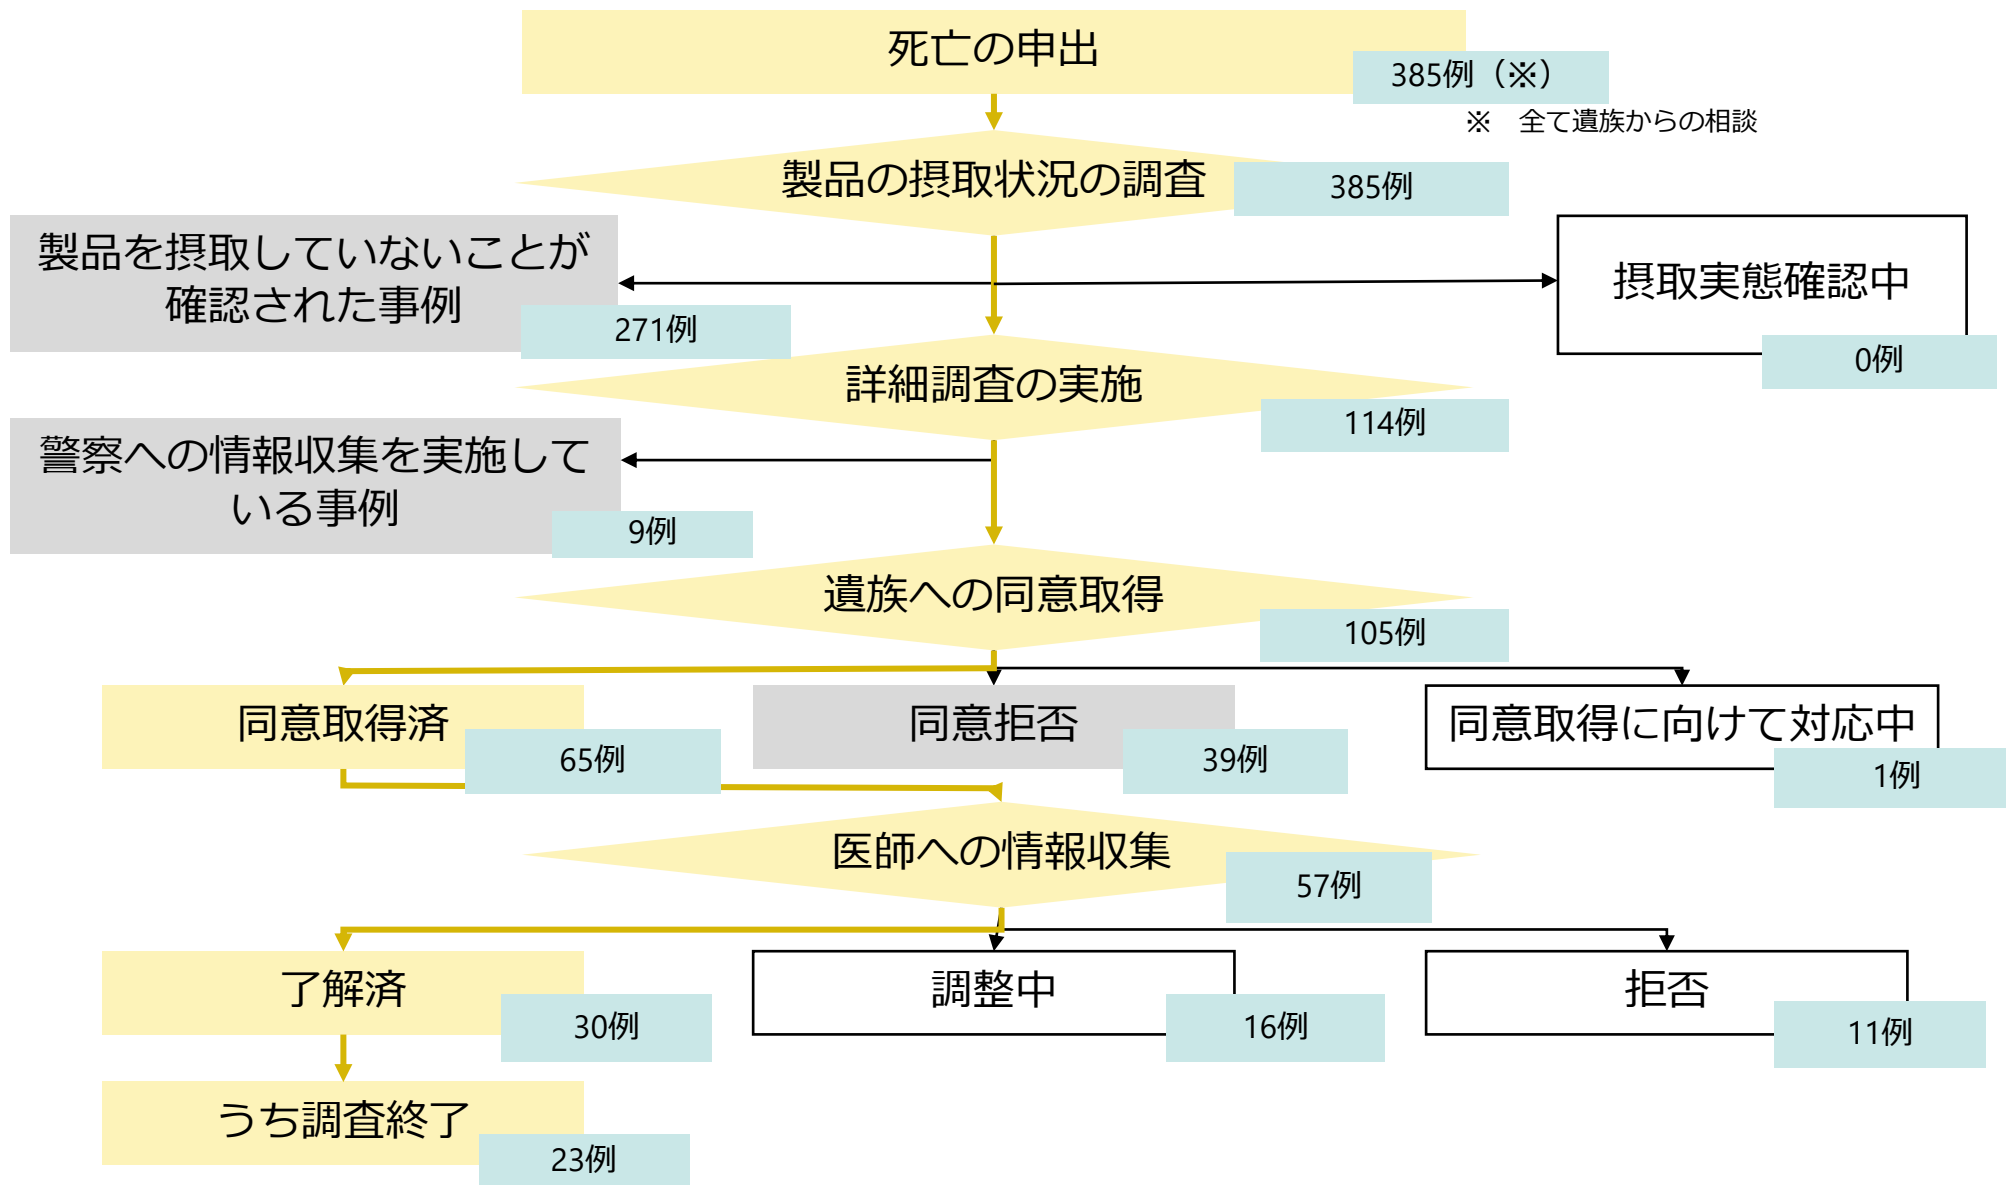 死亡の申出
385例（※）
※　全て遺族からの相談
製品の摂取状況の調査
385例
製品を摂取していないことが
確認された事例
271例
摂取実態確認中
0例
詳細調査の実施
114例
警察への情報収集を実施して
いる事例
9例
遺族への同意取得
105例
同意取得済
65例
同意拒否
39例
同意取得に向けて対応中
1例
医師への情報収集
57例
了解済
30例
調整中
16例
拒否
11例
うち調査終了
23例